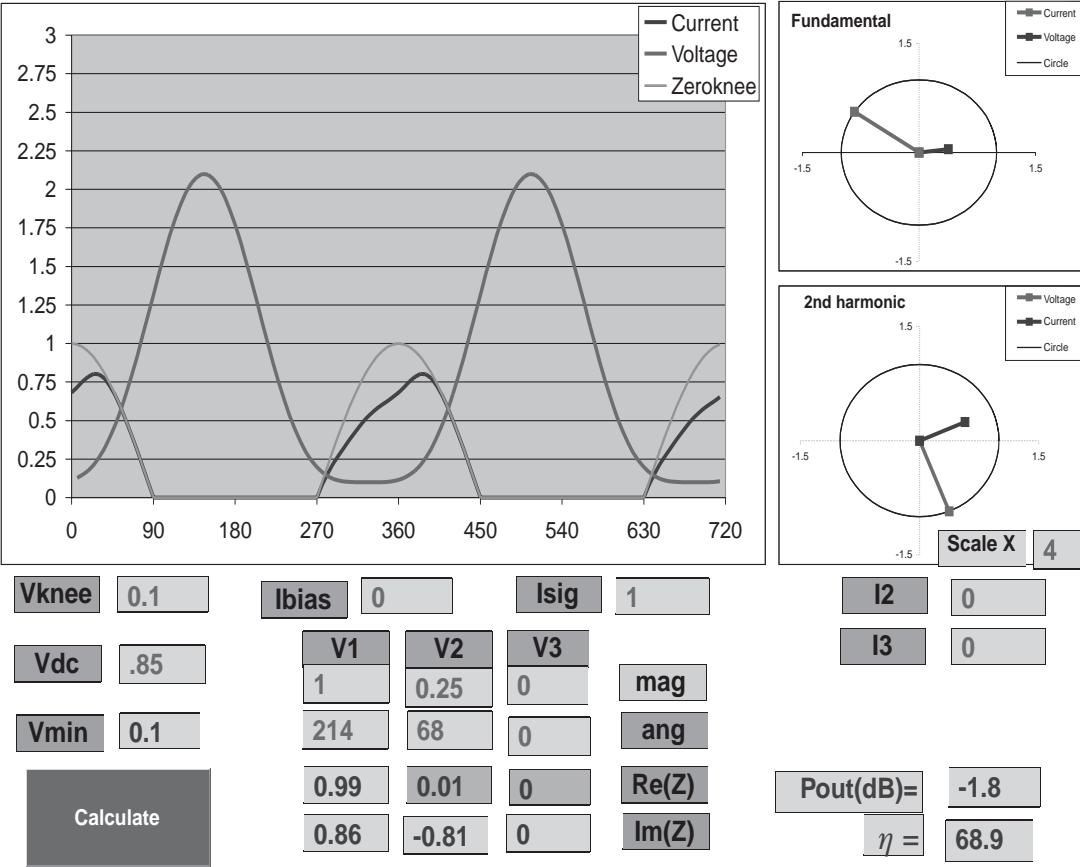 Current
Voltage
Zeroknee
3
2.75
2.5
2.25
2
1.75
1.5
1.25
1
0.75
0.5
0.25
0
0 90 180 270 360 450 540 630 720
Fundamental
Current
Voltage
Circle
1.5
-1.5 1.5
-1.5
2nd harmonic
Voltage
Current
Circle
1.5
-1.5 1.5
-1.5
Scale X 4
Vknee 0.1 Ibias 0 Isig 1 I2 0
Vdc .85 V1 V2 V3 I3 0
1 0.25 0 mag
Vmin 0.1 214 68 0 ang
Calculate 0.99 0.01 0 Re(Z) Pout(dB)= -1.8
0.86 -0.81 0 Im(Z) η = 68.9